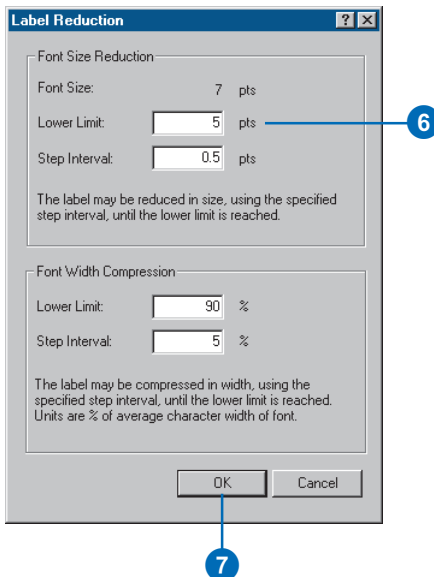 Label Reduction
Font Size Reduction
Font Size: 7 pts
Lower Limit: 5 pts 6
Step Interval: 0.5 pts
The label may be reduced in size, using the specified
step interval, until the lower limit is reached.
Font Width Compression
Lower Limit: 90 %
Step Interval: 5 %
The label may be compressed in width, using the
specified step interval, until the lower limit is reached.
Units are % of average character width of font.
OK Cancel
7